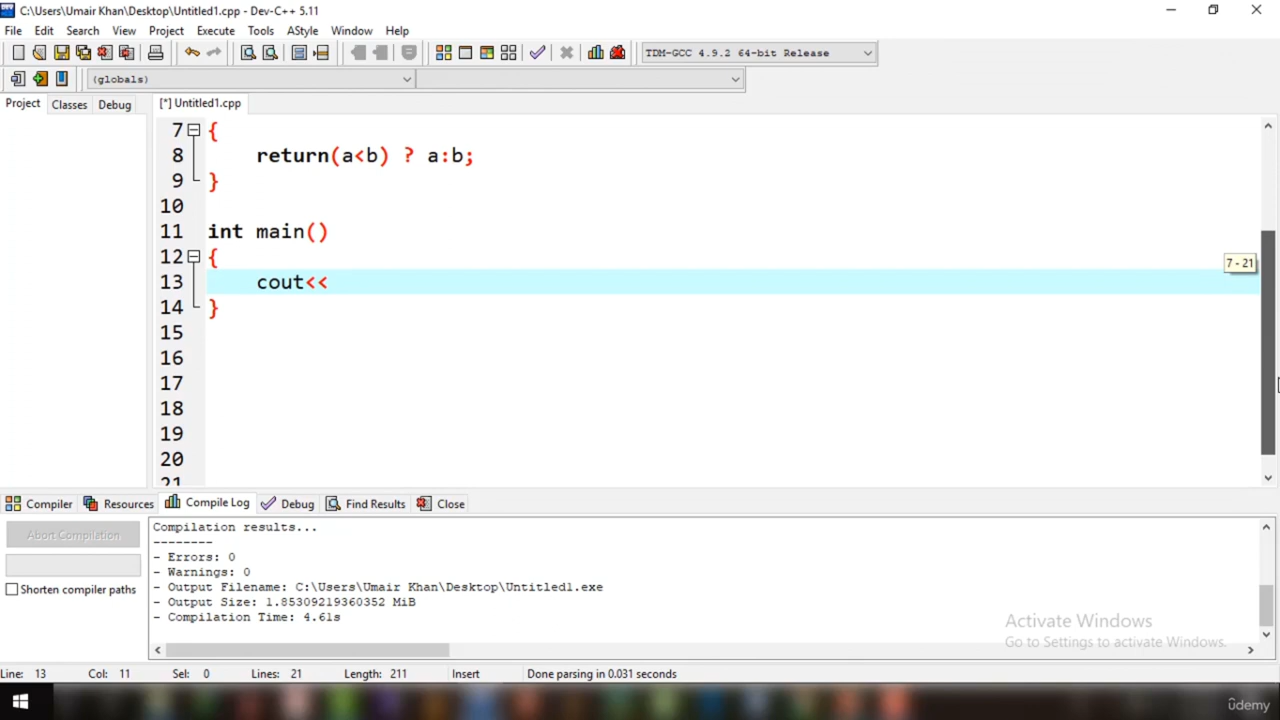 C:\Users\Umair Khan\Desktop\Untitled1.cpp - Dev-C++ 5.11
File Edit Search View Project Execute Tools AStyle Window Help
TDM-GCC 4.9.2 64-bit Release
(globals)
Project Classes Debug [*] Untitled1.cpp
7 {
8 return(a<b) ? a:b;
9 }
10
11 int main()
12 {
7 - 21
13 cout<<
14 }
15
16
17
18
19
20
21
Compiler Resources Compile Log Debug Find Results Close
Abort Compilation
Shorten compiler paths
Compilation results...
--------
- Errors: 0
- Warnings: 0
- Output Filename: C:\Users\Umair Khan\Desktop\Untitled1.exe
- Output Size: 1.85309219360352 MiB
- Compilation Time: 4.61s
Activate Windows
Go to Settings to activate Windows.
Line: 13 Col: 11 Sel: 0 Lines: 21 Length: 211 Insert Done parsing in 0.031 seconds
ûdemy